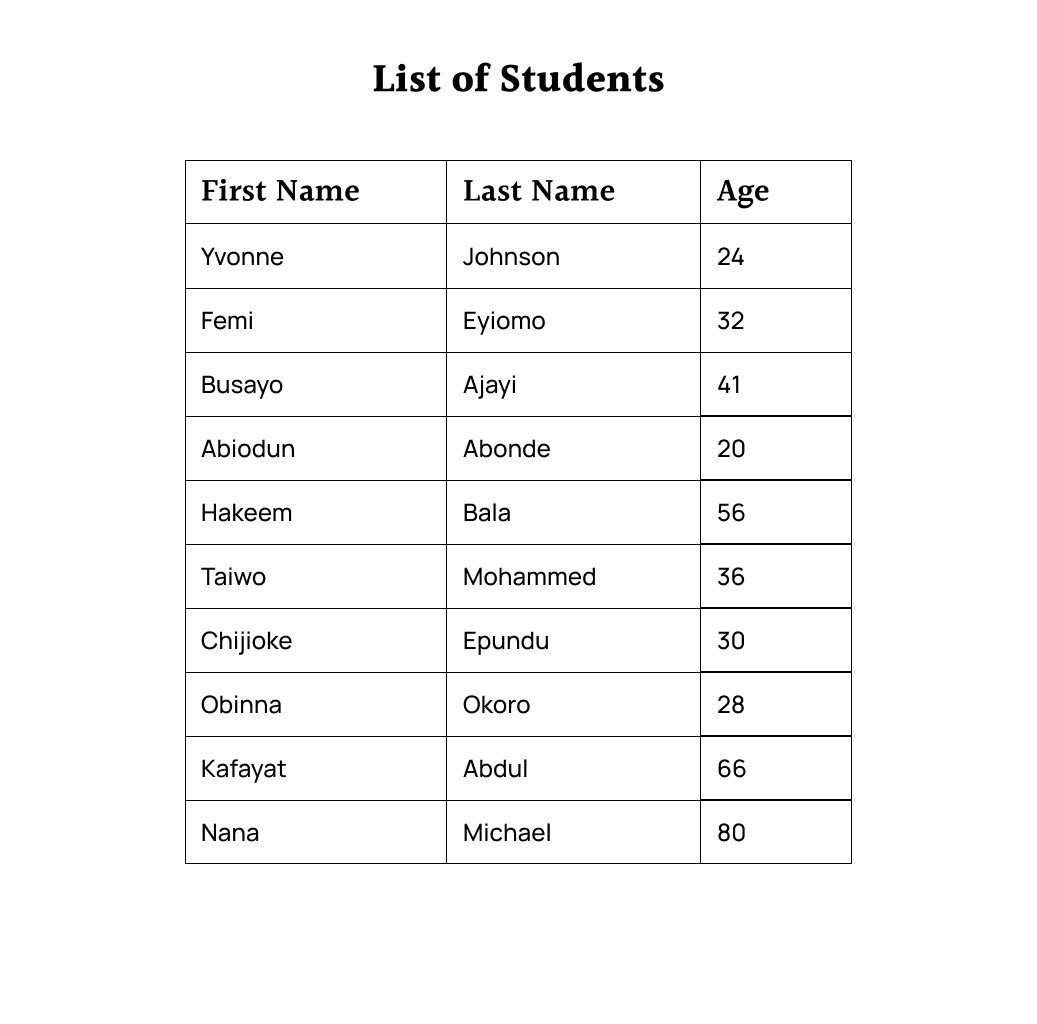 List of Students
First Name Last Name Age
Yvonne Johnson 24
Femi Eyiomo 32
Busayo Ajayi 41
Abiodun Abonde 20
Hakeem Bala 56
Taiwo Mohammed 36
Chijioke Epundu 30
Obinna Okoro 28
Kafayat Abdul 66
Nana Michael 80